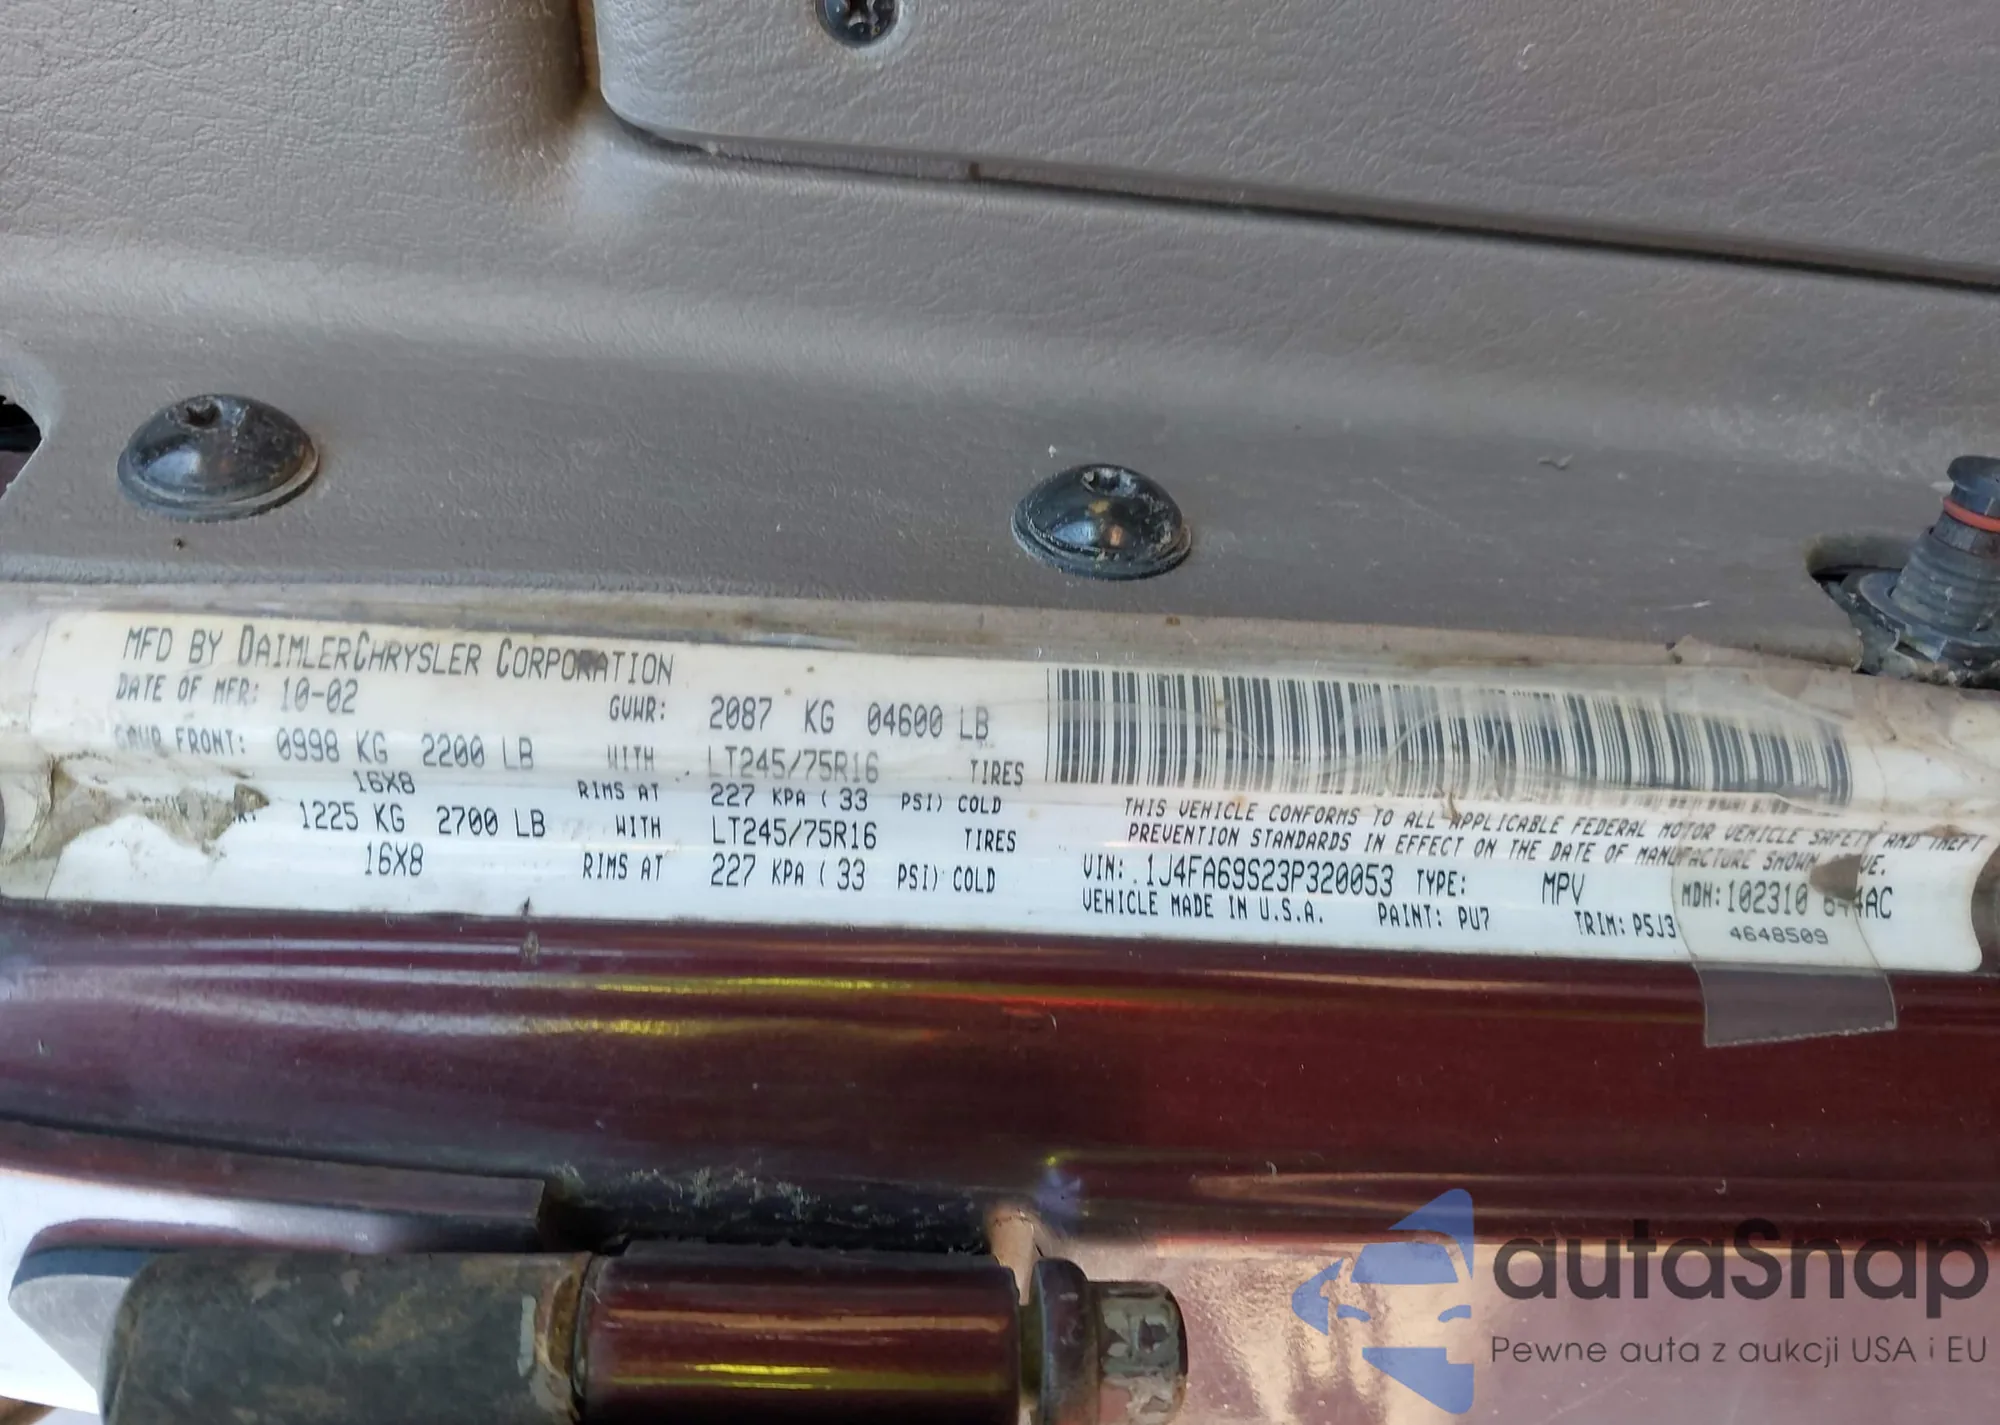 MFD BY DAIMLERCHRYSLER CORPORATION
DATE OF MFR: 10-02 GVWR: 2087 KG 04600 LB
FRONT: 0998 KG 2200 LB WITH LT245/75R16 TIRES
16X8 RIMS AT 227 KPA ( 33 PSI) COLD
1225 KG 2700 LB WITH LT245/75R16 TIRES
16X8 RIMS AT 227 KPA ( 33 PSI) COLD
THIS VEHICLE CONFORMS TO ALL APPLICABLE FEDERAL MOTOR VEHICLE SAFETY AND THEFT
PREVENTION STANDARDS IN EFFECT ON THE DATE OF MANUFACTURE SHOWN
VIN: 1J4FA69S23P320053 TYPE: MPV MDH: 102310
VEHICLE MADE IN U.S.A. PAINT: PU7 TRIM: P5J3 4648509
autaSnap
Pewne auta z aukcji USA i EU